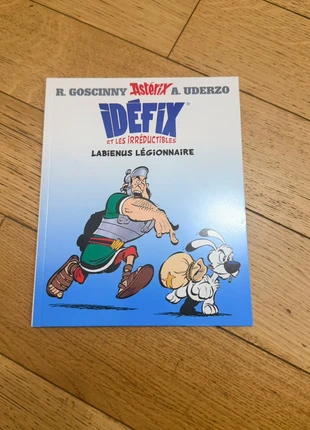 R. GOSCINNY Astérix A. UDERZO
IDÉFIX
ET LES IRRÉDUCTIBLES
LABIENUS LÉGIONNAIRE